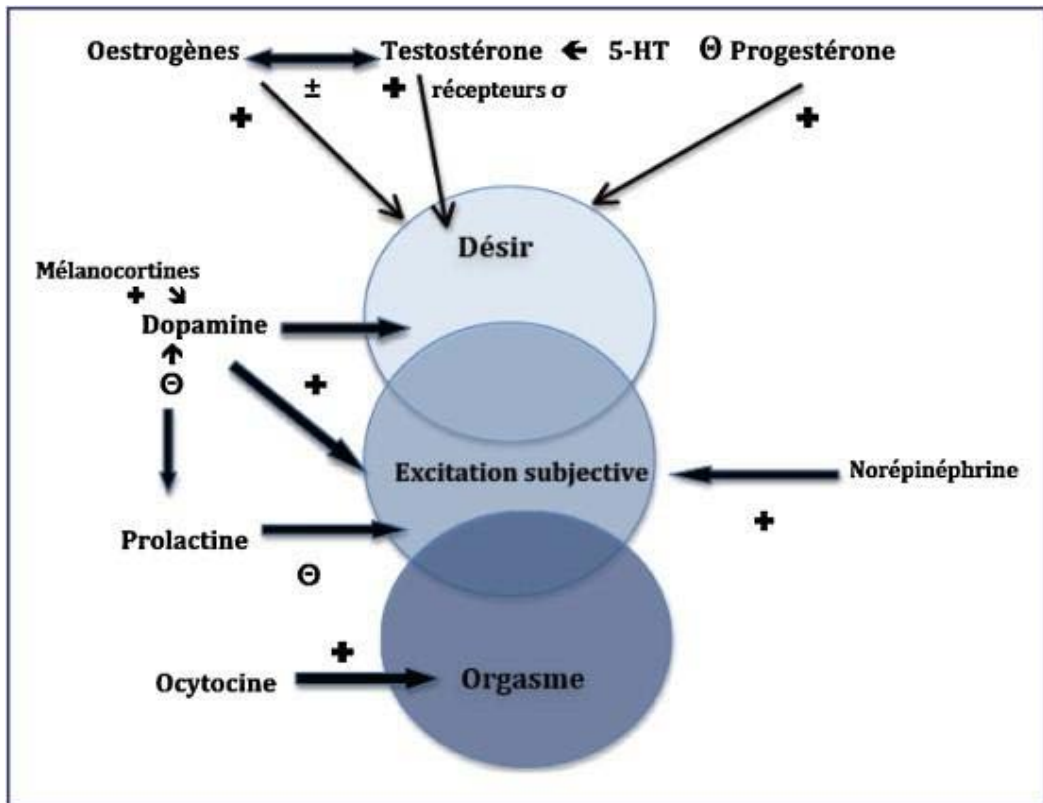 Oestrogènes Testostérone 5-HT Θ Progestérone
± + récepteurs σ
+ +
Désir
Mélanocortines
+
Dopamine
Θ +
Excitation subjective Norépinéphrine
+
Prolactine
Θ
+
Ocytocine Orgasme